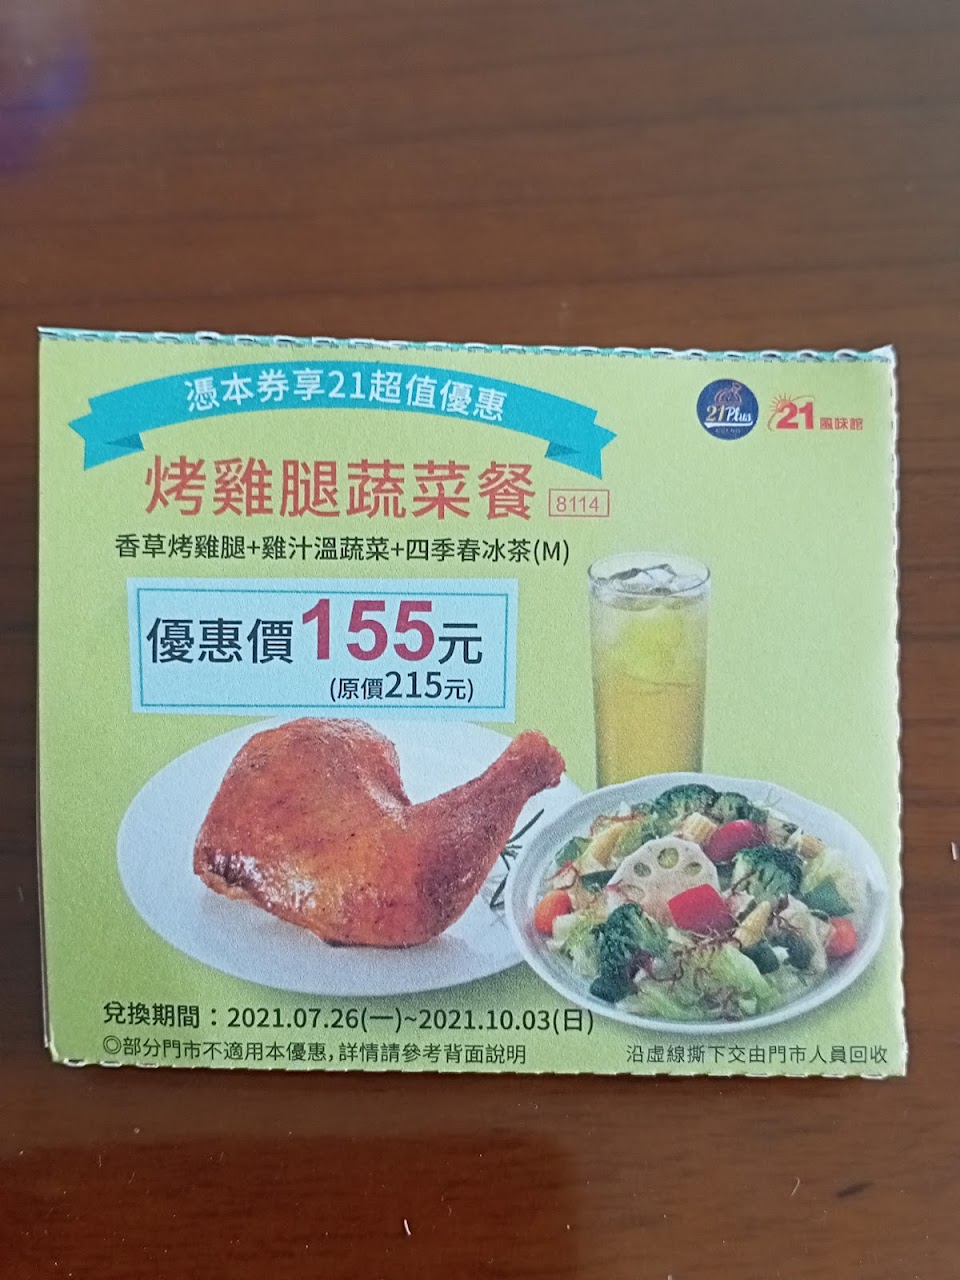 憑本券享21超值優惠
21Plus
21風味館
烤雞腿蔬菜餐 8114
香草烤雞腿+雞汁溫蔬菜+四季春冰茶(M)
優惠價155元
(原價215元)
兌換期間：2021.07.26(一)~2021.10.03(日)
◎部分門市不適用本優惠，詳情請參考背面說明
沿虛線撕下交由門市人員回收